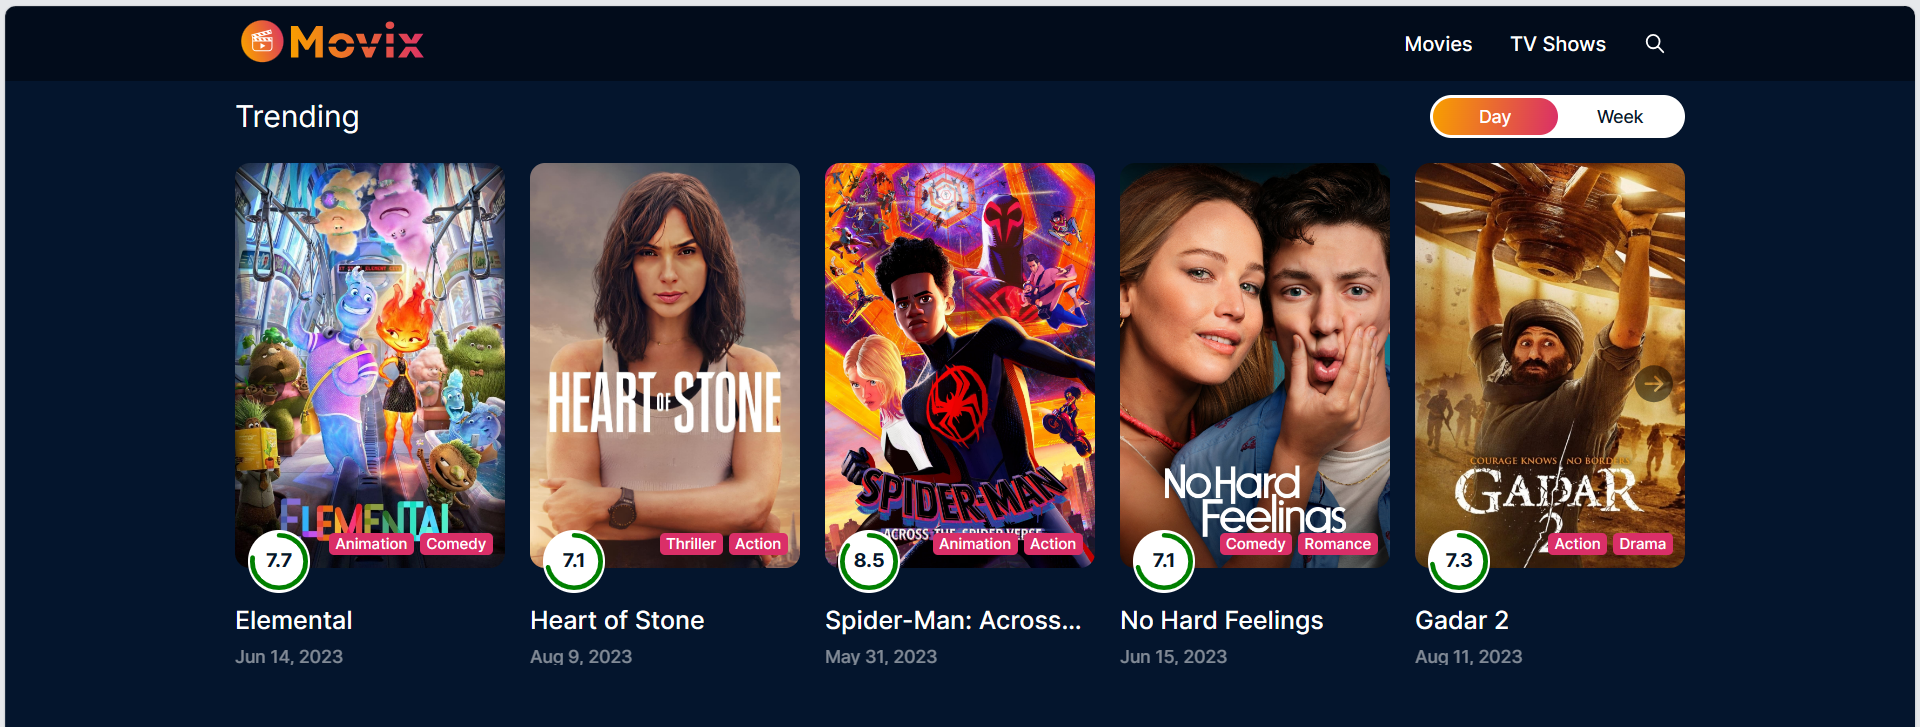 Movix
Movies TV Shows
Trending
Day Week
ELEMENTAL
HEART OF STONE
SPIDER-MAN
ACROSS THE SPIDER-VERSE
No Hard
Feelings
COURAGE KNOWS NO BORDERS
GADAR
2
7.7 Animation Comedy
7.1 Thriller Action
8.5 Animation Action
7.1 Comedy Romance
7.3 Action Drama
Elemental
Jun 14, 2023
Heart of Stone
Aug 9, 2023
Spider-Man: Across...
May 31, 2023
No Hard Feelings
Jun 15, 2023
Gadar 2
Aug 11, 2023